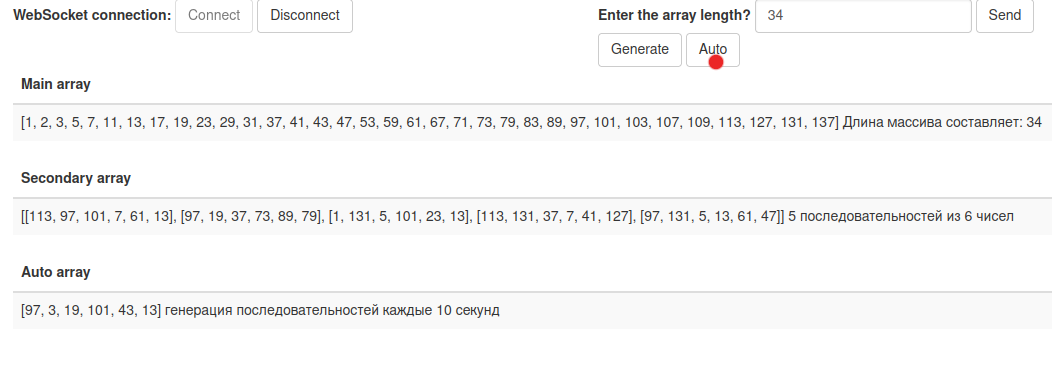 WebSocket connection: Connect Disconnect Enter the array length? 34 Send
Generate Auto
Main array
[1, 2, 3, 5, 7, 11, 13, 17, 19, 23, 29, 31, 37, 41, 43, 47, 53, 59, 61, 67, 71, 73, 79, 83, 89, 97, 101, 103, 107, 109, 113, 127, 131, 137] Длина массива составляет: 34
Secondary array
[[113, 97, 101, 7, 61, 13], [97, 19, 37, 73, 89, 79], [1, 131, 5, 101, 23, 13], [113, 131, 37, 7, 41, 127], [97, 131, 5, 13, 61, 47]] 5 последовательностей из 6 чисел
Auto array
[97, 3, 19, 101, 43, 13] генерация последовательностей каждые 10 секунд